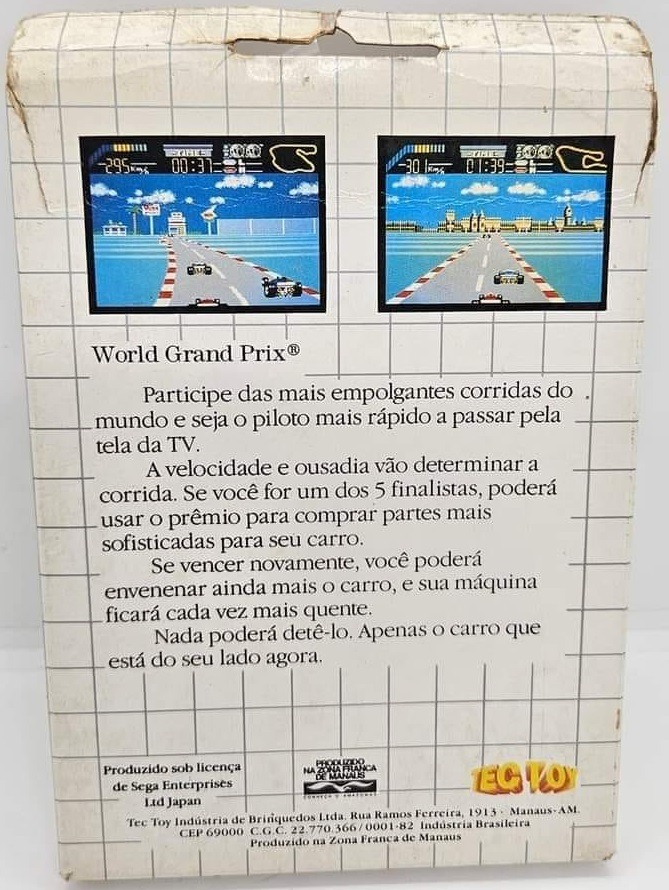 295 Km/s 00:37
301 Km/s 01:39
World Grand Prix®
Participe das mais empolgantes corridas do
mundo e seja o piloto mais rápido a passar pela
tela da TV.
A velocidade e ousadia vão determinar a
corrida. Se você for um dos 5 finalistas, poderá
usar o prêmio para comprar partes mais
sofisticadas para seu carro.
Se vencer novamente, você poderá
envenenar ainda mais o carro, e sua máquina
ficará cada vez mais quente.
Nada poderá detê-lo. Apenas o carro que
está do seu lado agora.
Produzido sob licença
de Sega Enterprises
Ltd Japan
PRODUZIDO
NA ZONA FRANCA
DE MANAUS
CONHEÇA O AMAZONAS
TEC TOY
Tec Toy Indústria de Brinquedos Ltda. Rua Ramos Ferreira, 1913 · Manaus-AM.
CEP 69000 C.G.C. 22.770.366/0001-82 Indústria Brasileira
Produzido na Zona Franca de Manaus